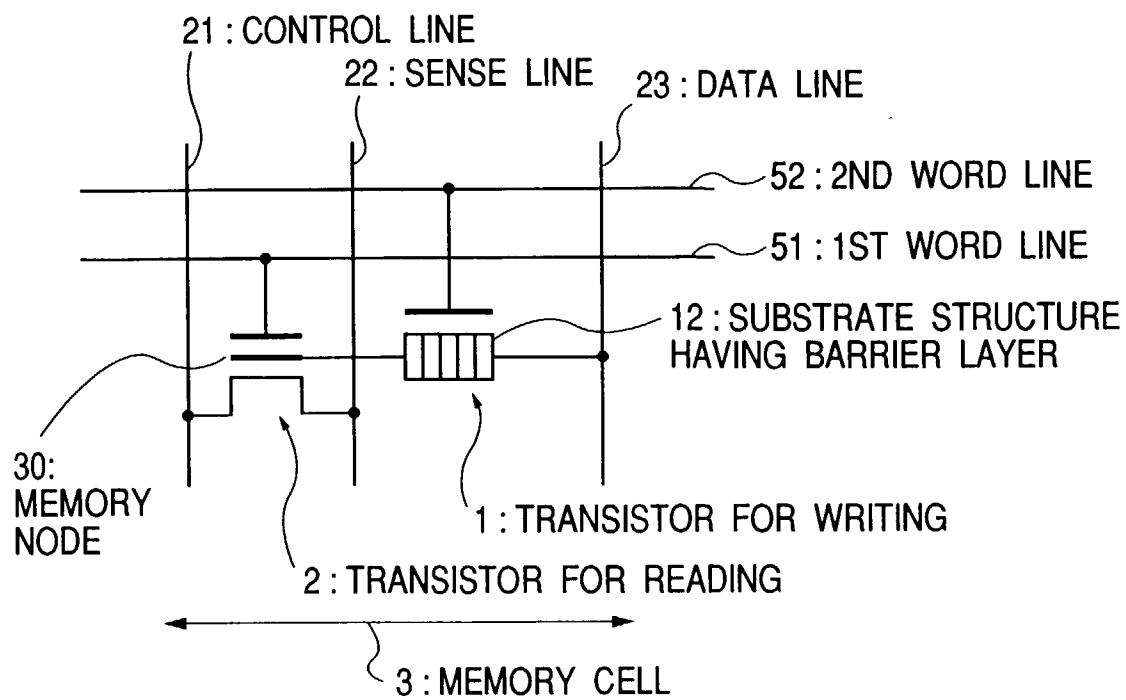 21 : CONTROL LINE
22 : SENSE LINE
23 : DATA LINE
52 : 2ND WORD LINE
51 : 1ST WORD LINE
12 : SUBSTRATE STRUCTURE
HAVING BARRIER LAYER
30:
MEMORY
NODE
1 : TRANSISTOR FOR WRITING
2 : TRANSISTOR FOR READING
3 : MEMORY CELL